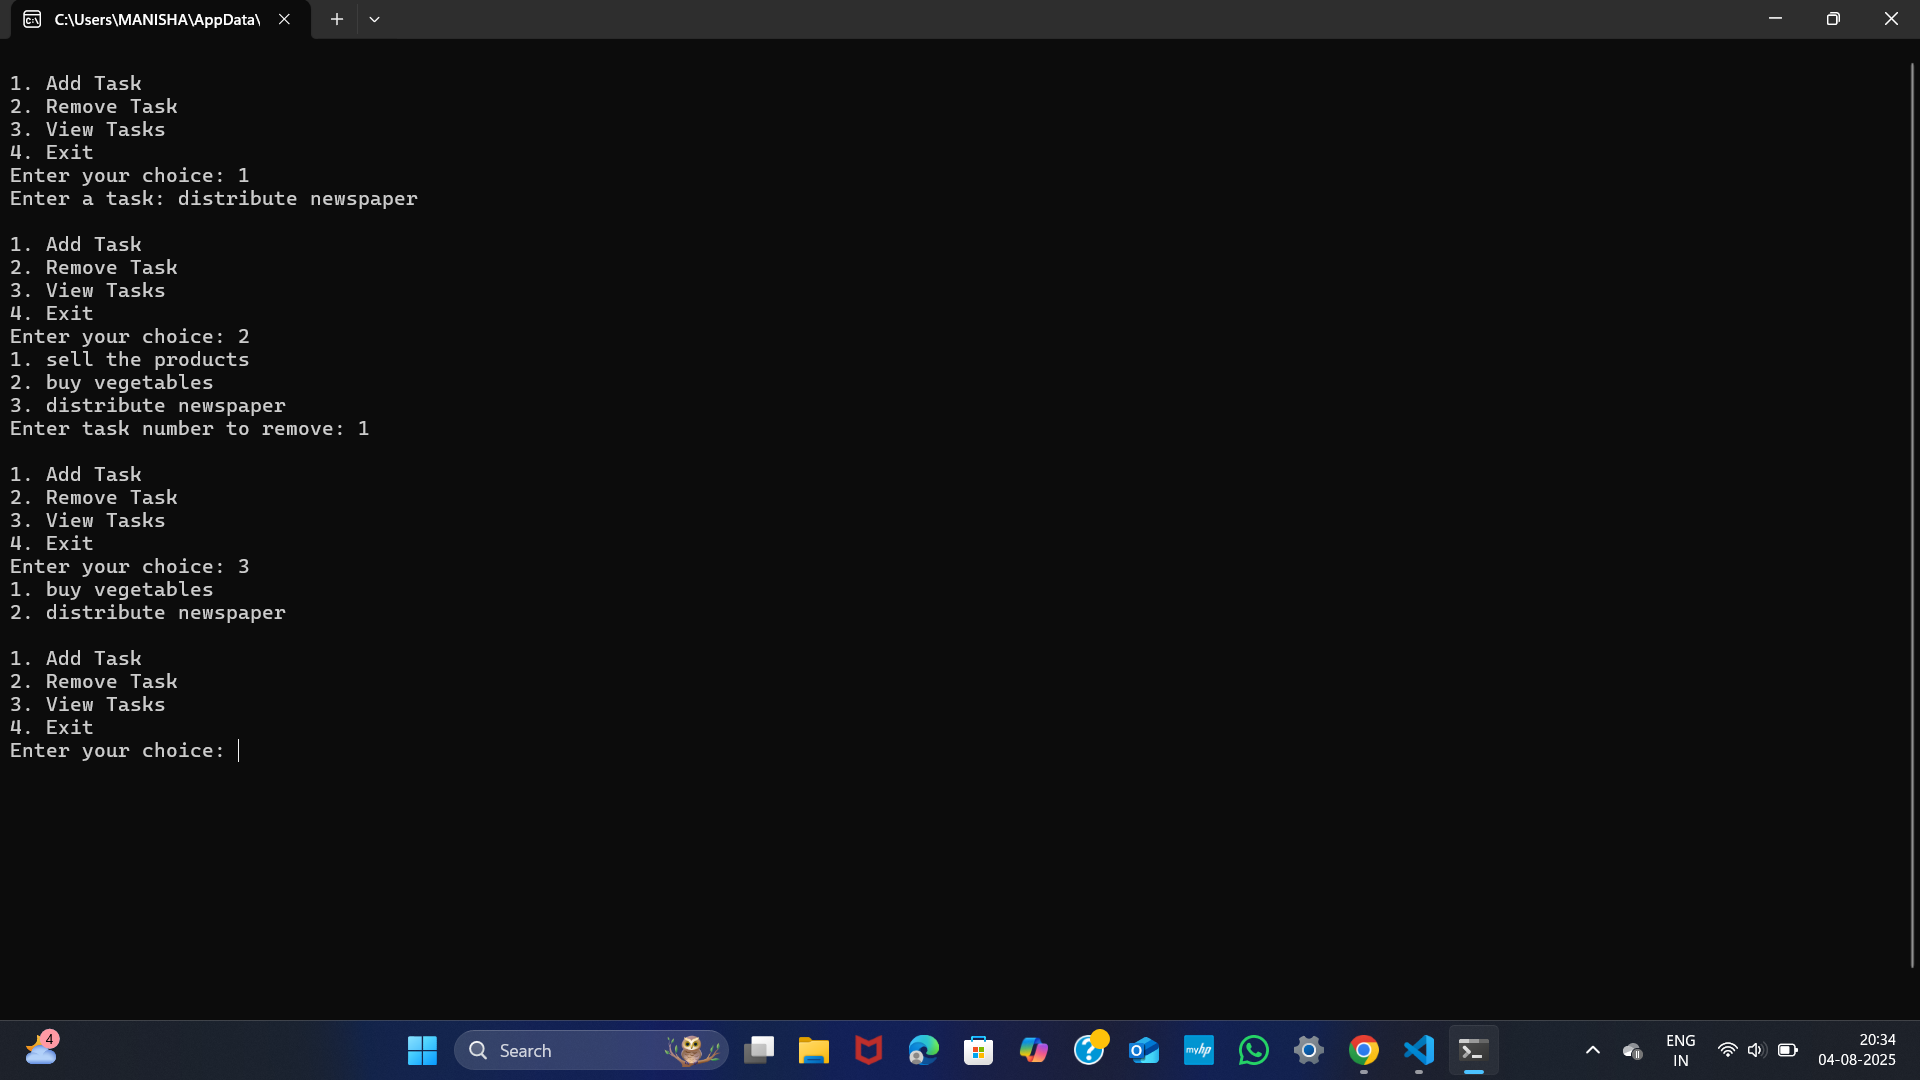 C:\Users\MANISHA\AppData\
1. Add Task
2. Remove Task
3. View Tasks
4. Exit
Enter your choice: 1
Enter a task: distribute newspaper
1. Add Task
2. Remove Task
3. View Tasks
4. Exit
Enter your choice: 2
1. sell the products
2. buy vegetables
3. distribute newspaper
Enter task number to remove: 1
1. Add Task
2. Remove Task
3. View Tasks
4. Exit
Enter your choice: 3
1. buy vegetables
2. distribute newspaper
1. Add Task
2. Remove Task
3. View Tasks
4. Exit
Enter your choice:
4
Search
myhp
ENG
IN
20:34
04-08-2025